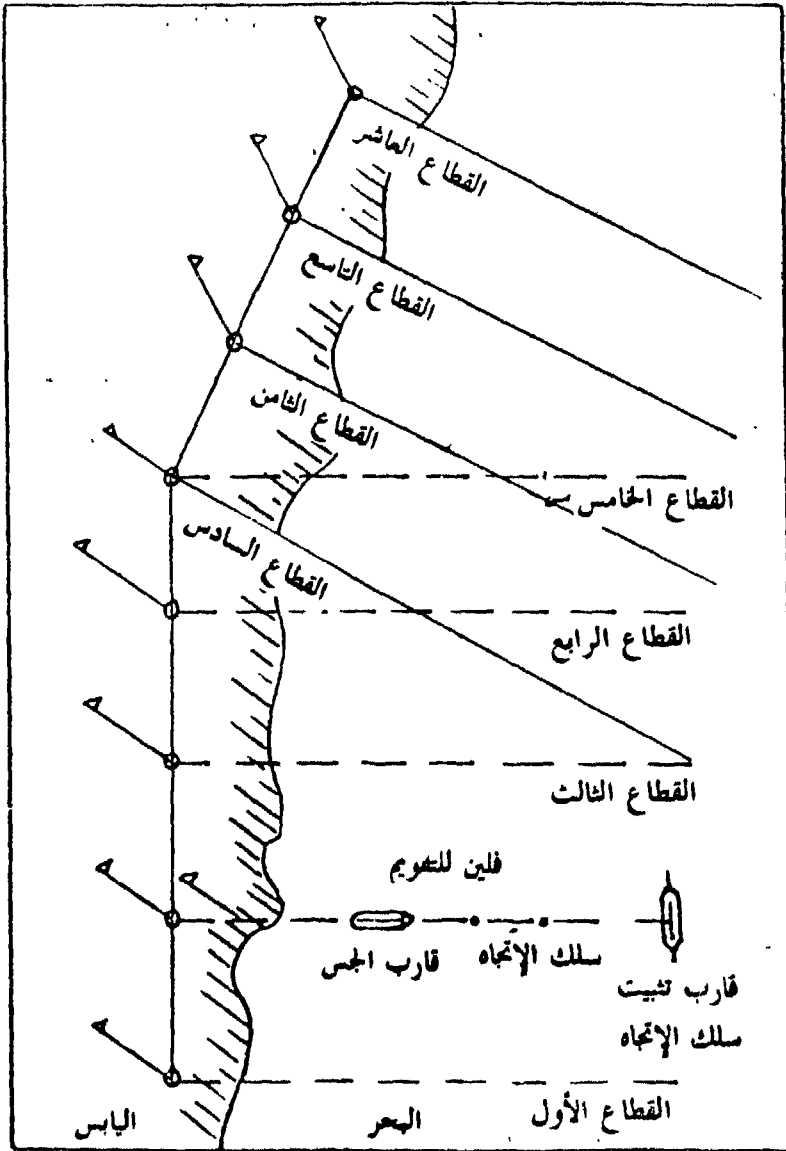 القطاع العاشر
القطاع التاسع
القطاع الثامن
القطاع الخامس
القطاع السادس
القطاع الرابع
القطاع الثالث
فلين للتعويم
سلك الإتجاه
قارب الجس
قارب تثبيت
سلك الإتجاه
القطاع الأول
البحر
اليابس